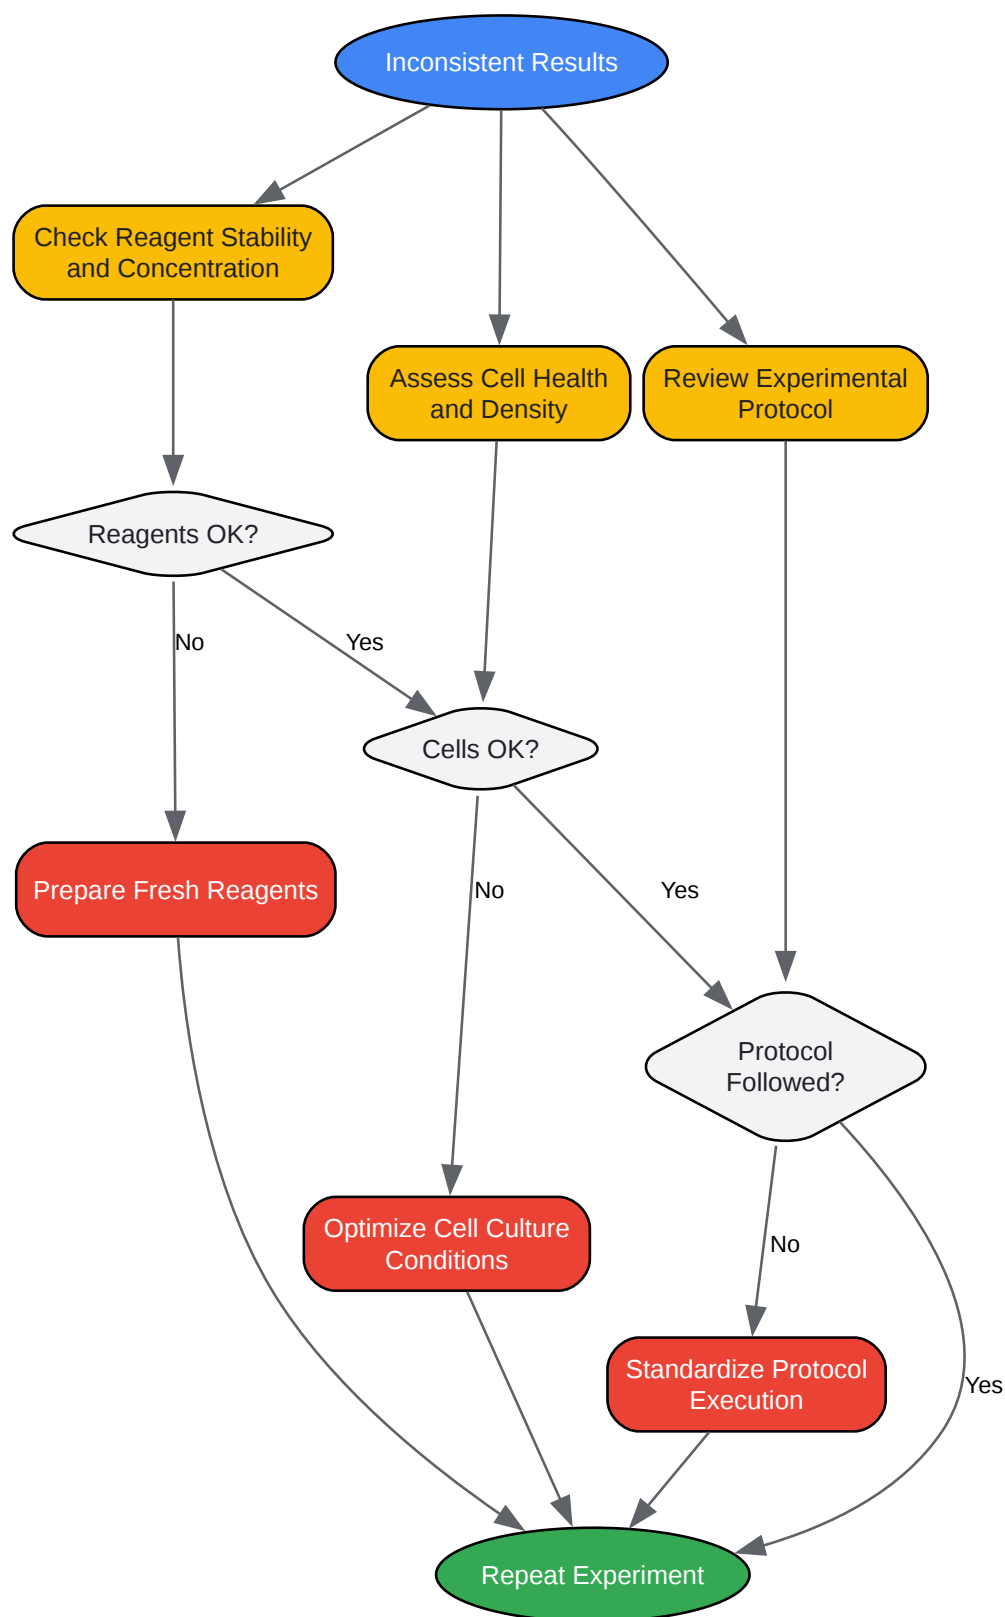 Inconsistent Results
Check Reagent Stability
and Concentration
Assess Cell Health
and Density
Review Experimental
Protocol
Reagents OK?
No
Yes
Cells OK?
Prepare Fresh Reagents
No
Yes
Protocol
Followed?
Optimize Cell Culture
Conditions
No
Standardize Protocol
Execution
Yes
Repeat Experiment